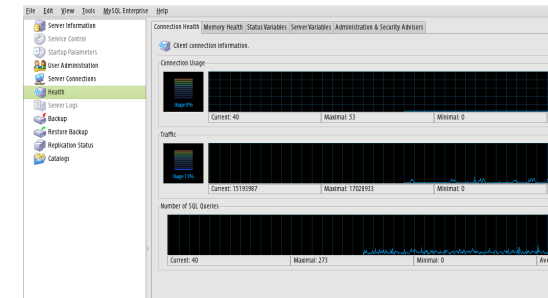 File Edit View Tools MySQL Enterprise Help
Server Information
Service Control
Startup Parameters
User Administration
Server Connections
Health
Server Logs
Backup
Restore Backup
Replication Status
Catalogs
Connection Health Memory Health Status Variables Server Variables Administration & Security Advisors
Client connection information.
Connection Usage
Current: 40 Maximal: 53 Minimal: 0
Traffic
Current: 15193987 Maximal: 17028933 Minimal: 0
Number of SQL Queries
Current: 40 Maximal: 273 Minimal: 0 Ave